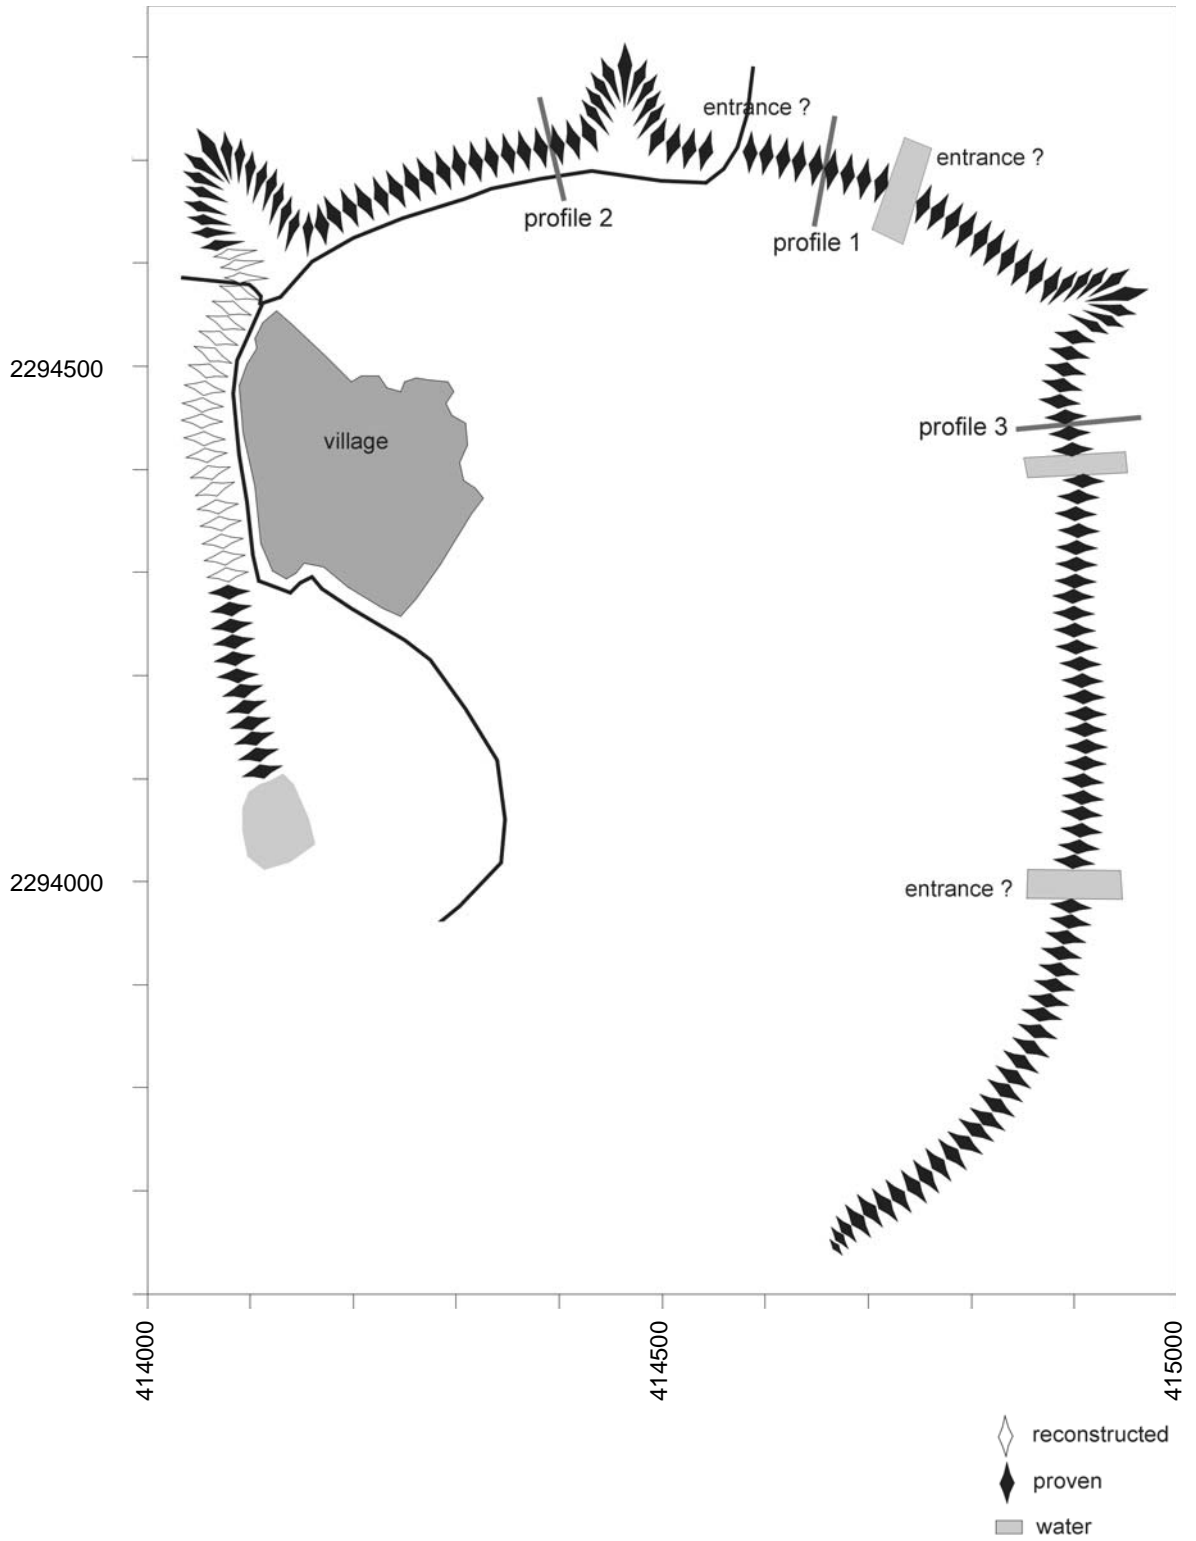 entrance ?
entrance ?
profile 2
profile 1
2294500
profile 3
village
2294000
entrance ?
414000
414500
415000
reconstructed
proven
water